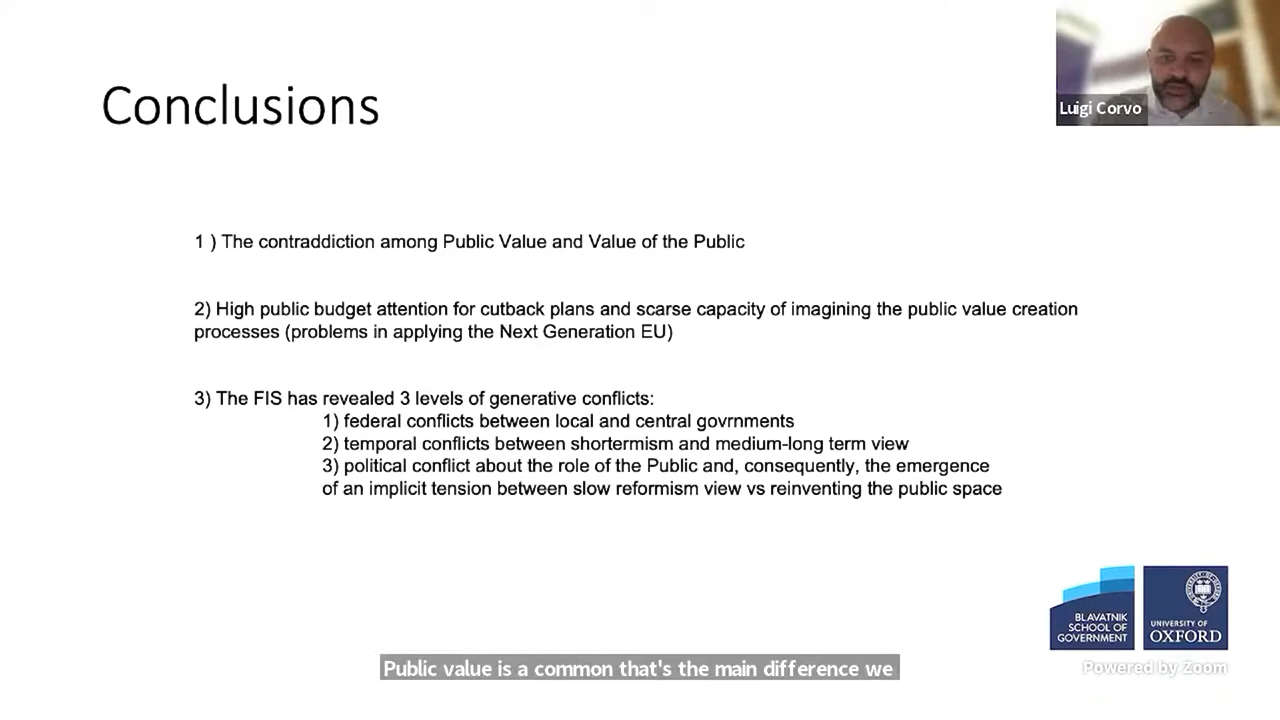 Conclusions
Luigi Corvo
1 ) The contraddiction among Public Value and Value of the Public
2) High public budget attention for cutback plans and scarse capacity of imagining the public value creation
processes (problems in applying the Next Generation EU)
3) The FIS has revealed 3 levels of generative conflicts:
1) federal conflicts between local and central govrnments
2) temporal conflicts between shortermism and medium-long term view
3) political conflict about the role of the Public and, consequently, the emergence
of an implicit tension between slow reformism view vs reinventing the public space
BLAVATNIK
SCHOOL OF
GOVERNMENT
UNIVERSITY OF
OXFORD
Public value is a common that's the main difference we
Powered by Zoom